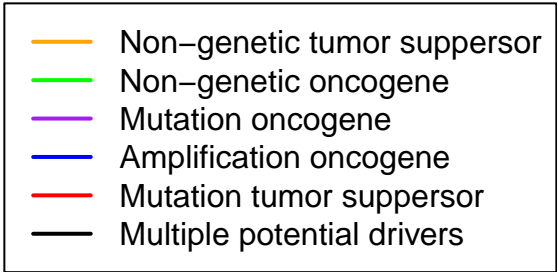 Non−genetic tumor suppersor
Non−genetic oncogene
Mutation oncogene
Amplification oncogene
Mutation tumor suppersor
Multiple potential drivers